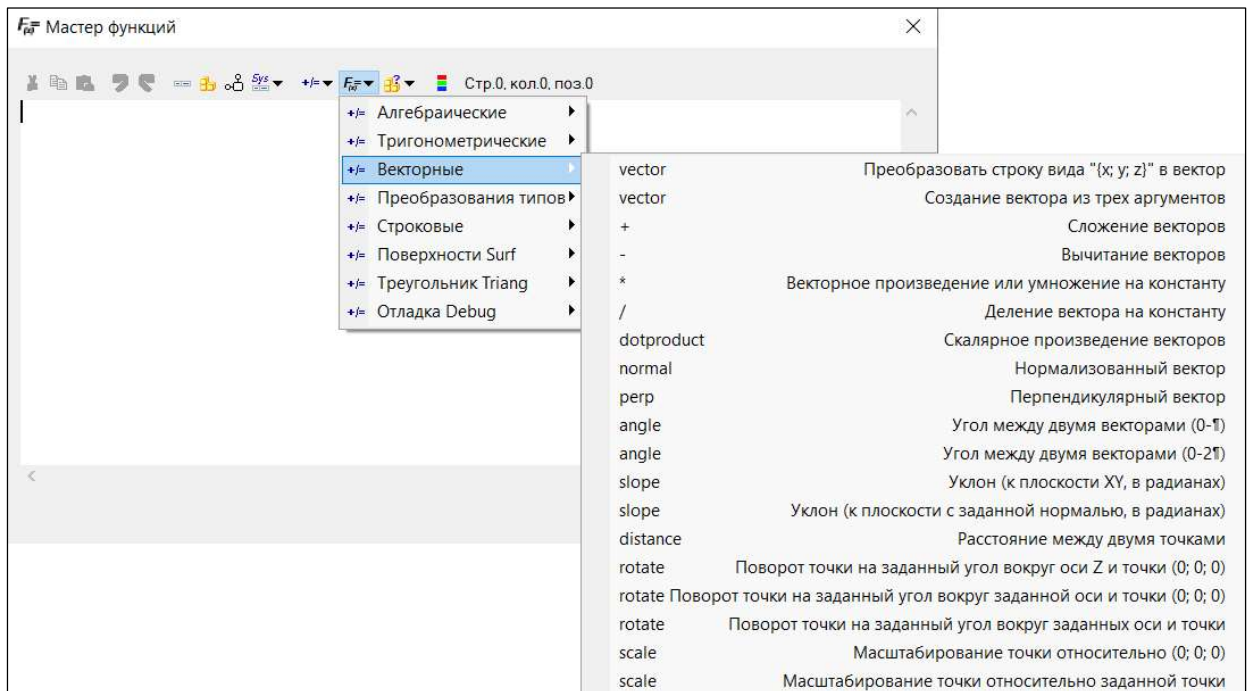 Мастер функций
Sys
+/=
Стр.0, кол.0, поз.0
+/= Алгебраические
+/= Тригонометрические
+/= Векторные
+/= Преобразования типов
+/= Строковые
+/= Поверхности Surf
+/= Треугольник Triang
+/= Отладка Debug
vector Преобразовать строку вида "{x; y; z}" в вектор
vector Создание вектора из трех аргументов
+ Сложение векторов
- Вычитание векторов
* Векторное произведение или умножение на константу
/ Деление вектора на константу
dotproduct Скалярное произведение векторов
normal Нормализованный вектор
perp Перпендикулярный вектор
angle Угол между двумя векторами (0-¶)
angle Угол между двумя векторами (0-2¶)
slope Уклон (к плоскости XY, в радианах)
slope Уклон (к плоскости с заданной нормалью, в радианах)
distance Расстояние между двумя точками
rotate Поворот точки на заданный угол вокруг оси Z и точки (0; 0; 0)
rotate Поворот точки на заданный угол вокруг заданной оси и точки (0; 0; 0)
rotate Поворот точки на заданный угол вокруг заданных оси и точки
scale Масштабирование точки относительно (0; 0; 0)
scale Масштабирование точки относительно заданной точки